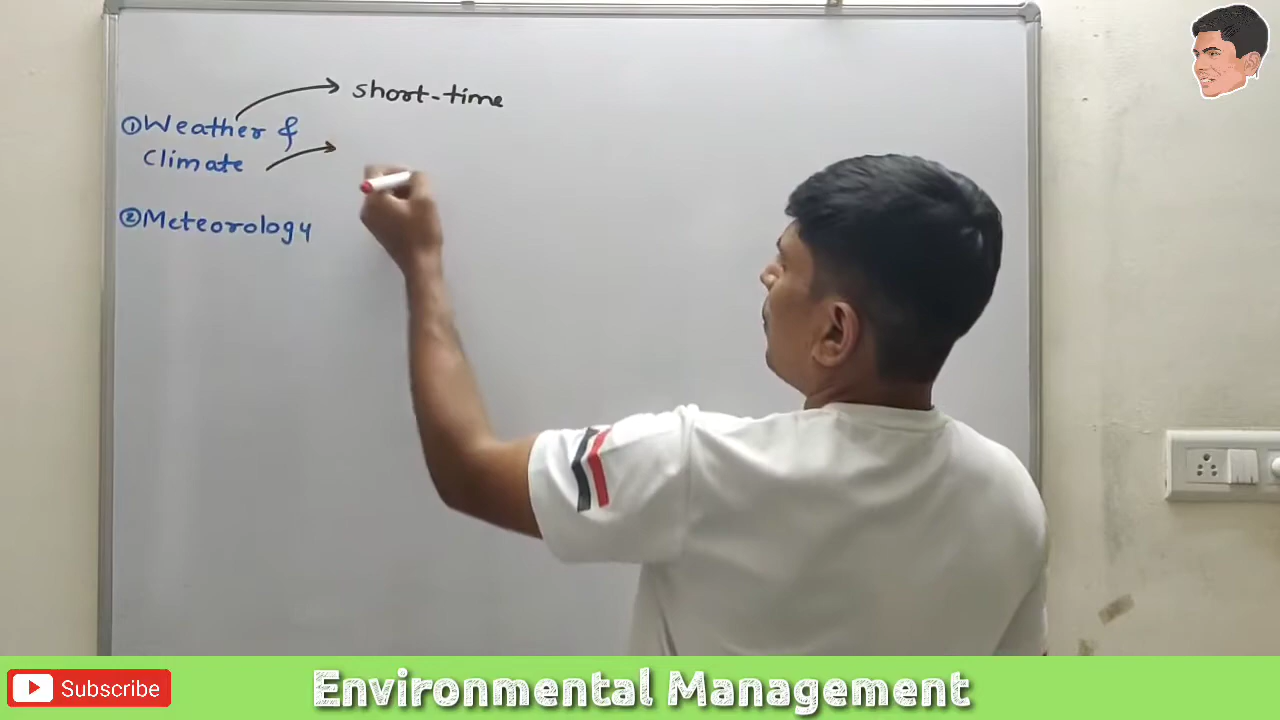 short-time
①Weather &
Climate
②Meteorology
Subscribe
Environmental Management